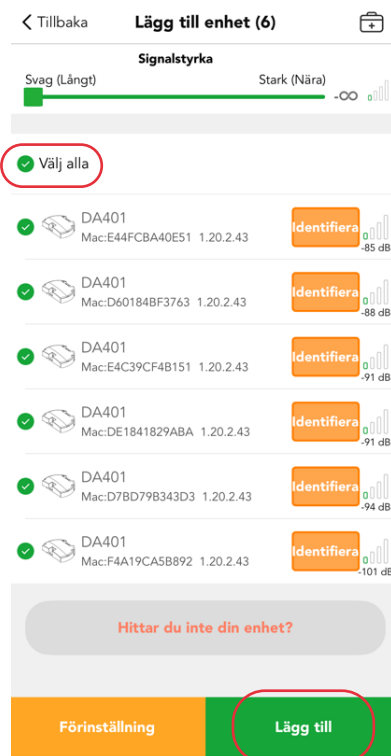 Tillbaka
Lägg till enhet (6)
Signalstyrka
Svag (Långt)
Stark (Nära)
-∞
Välj alla
DA401
Mac:E44FCBA40E51 1.20.2.43
Identifiera
-85 dB
DA401
Mac:D60184BF3763 1.20.2.43
Identifiera
-88 dB
DA401
Mac:E4C39CF4B151 1.20.2.43
Identifiera
-91 dB
DA401
Mac:DE1841829ABA 1.20.2.43
Identifiera
-91 dB
DA401
Mac:D7BD79B343D3 1.20.2.43
Identifiera
-94 dB
DA401
Mac:F4A19CA5B892 1.20.2.43
Identifiera
-101 dB
Hittar du inte din enhet?
Förinställning
Lägg till